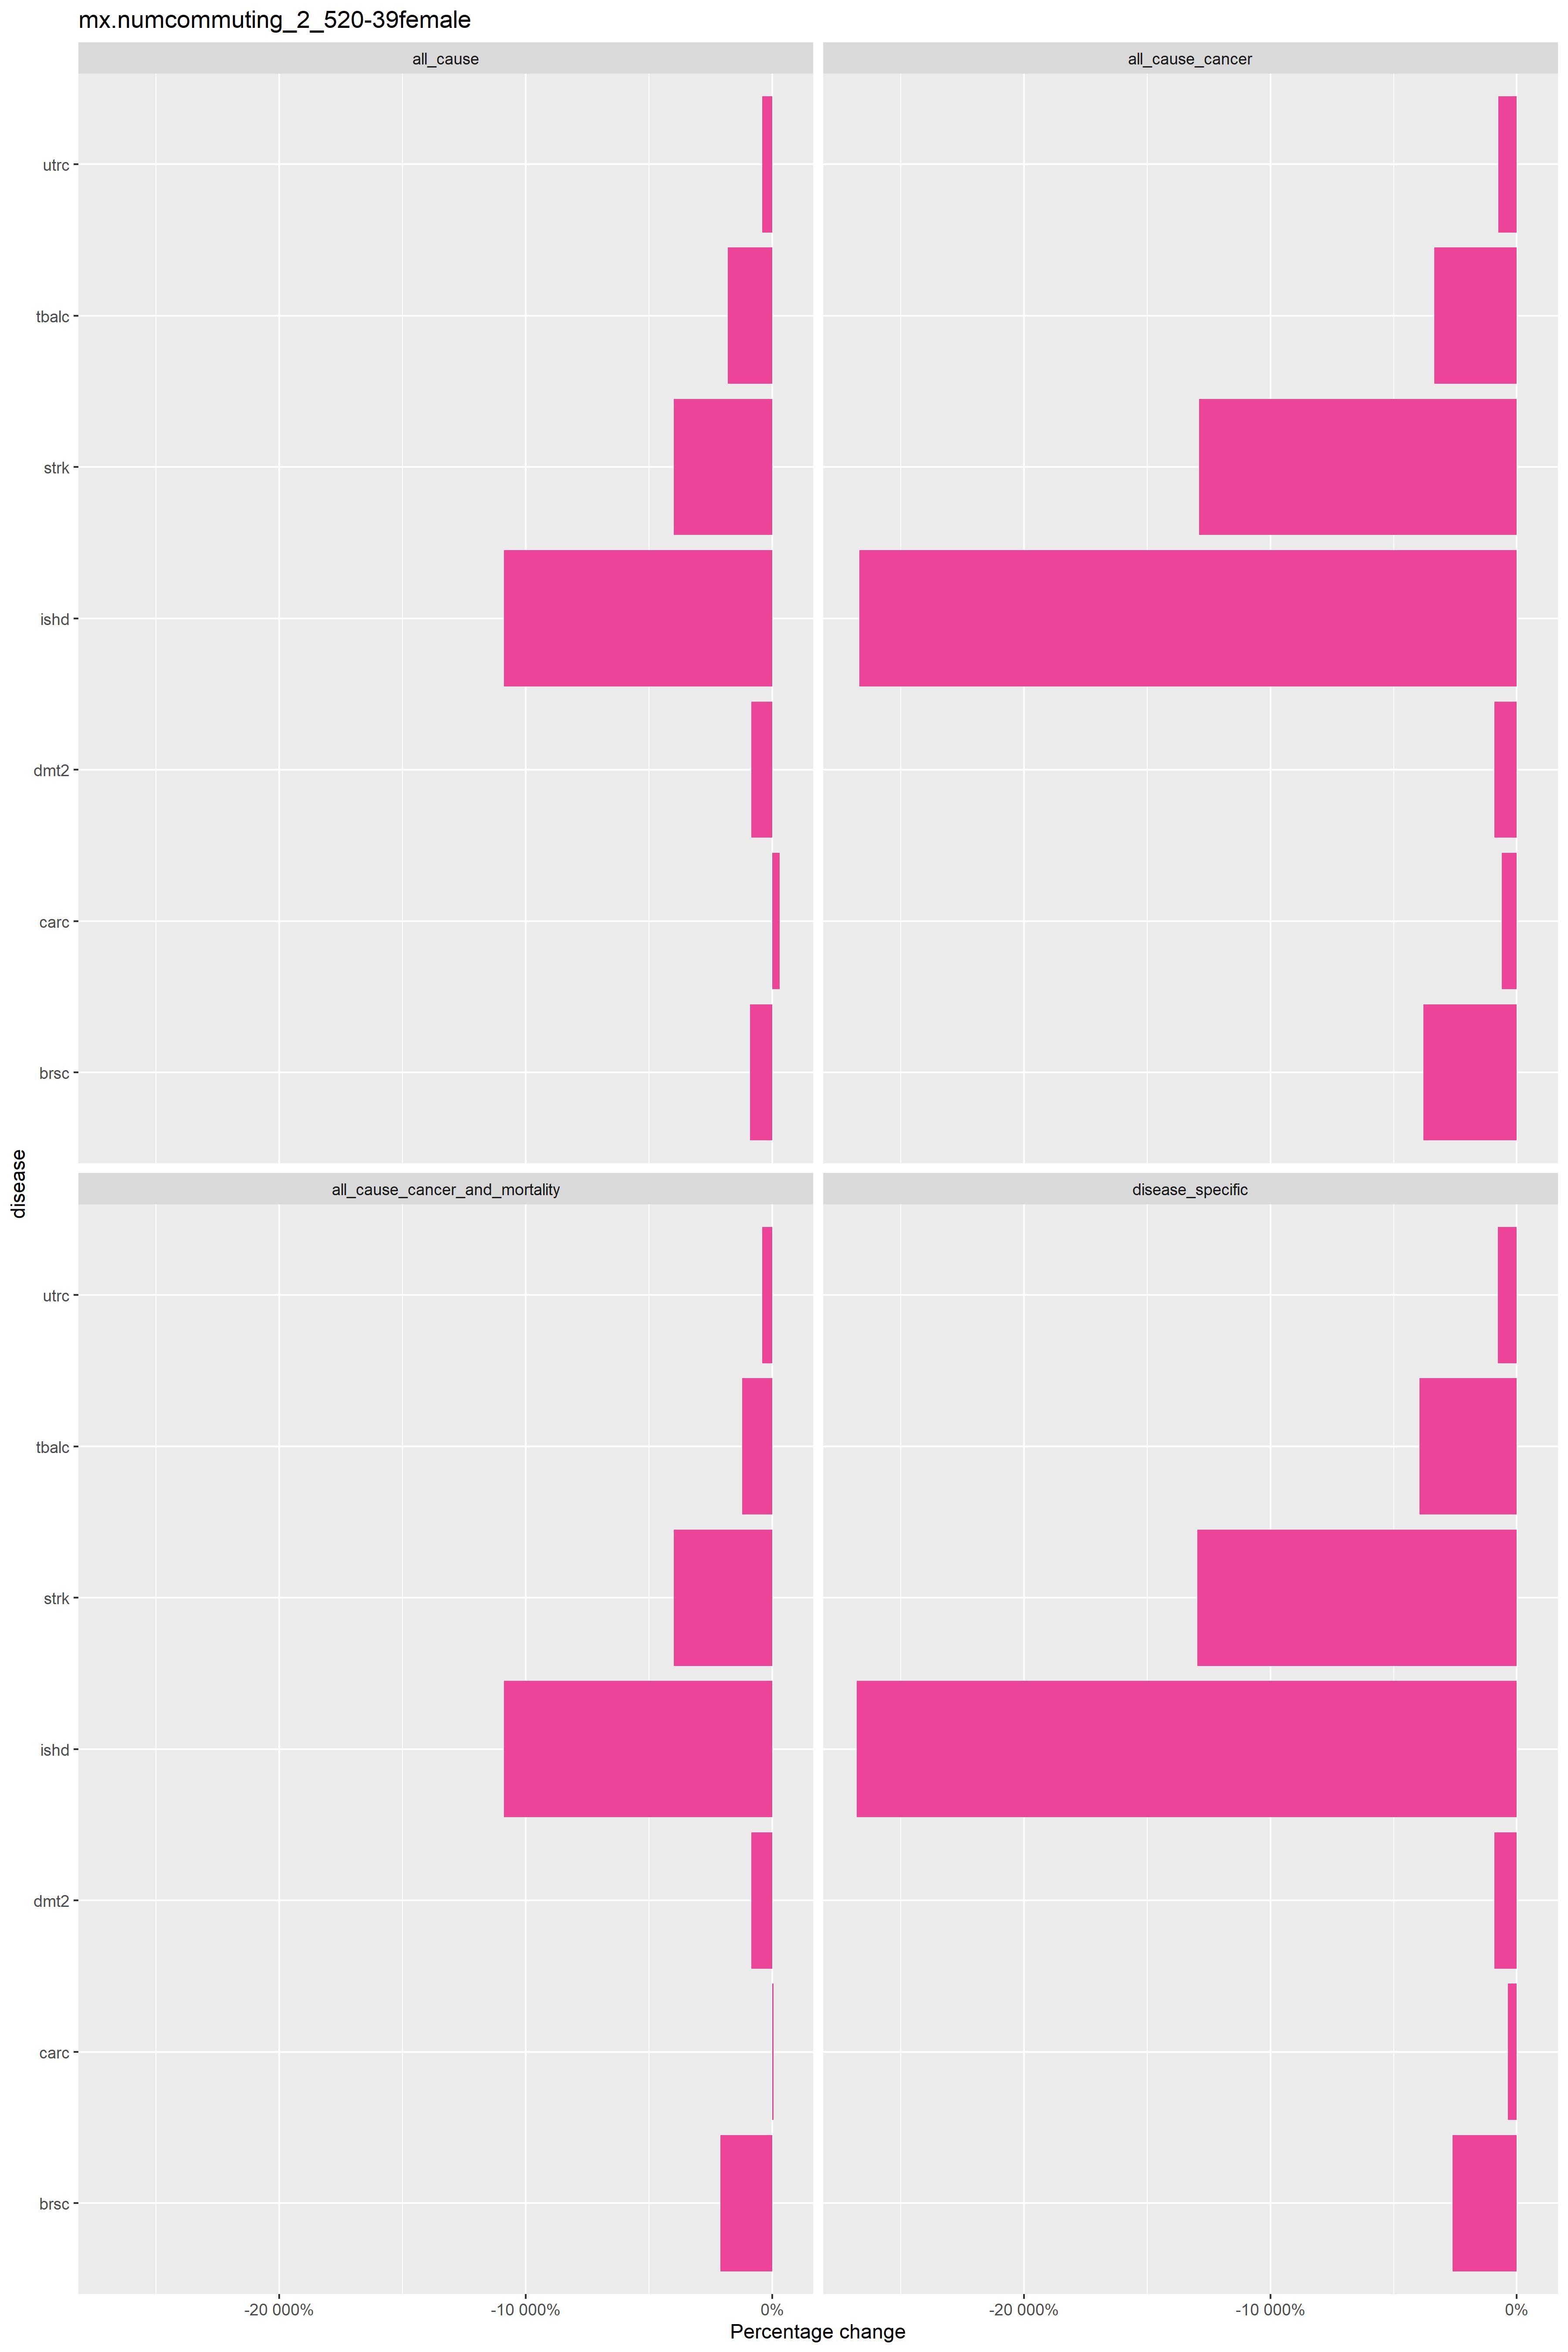 mx.numcommuting_2_520-39female
all_cause
all_cause_cancer
utrc
tbalc
strk
ishd
dmt2
carc
brsc
disease
all_cause_cancer_and_mortality
disease_specific
utrc
tbalc
strk
ishd
dmt2
carc
brsc
-20 000% -10 000% 0% -20 000% -10 000% 0%
Percentage change